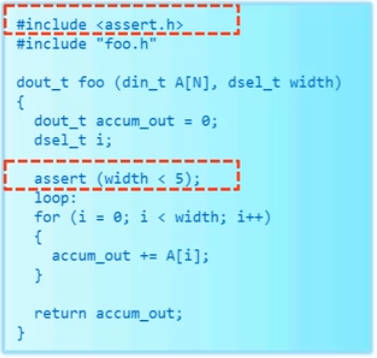 #include <assert.h>
#include "foo.h"
dout_t foo (din_t A[N], dsel_t width)
{
dout_t accum_out = 0;
dsel_t i;
assert (width < 5);
loop:
for (i = 0; i < width; i++)
{
accum_out += A[i];
}
return accum_out;
}